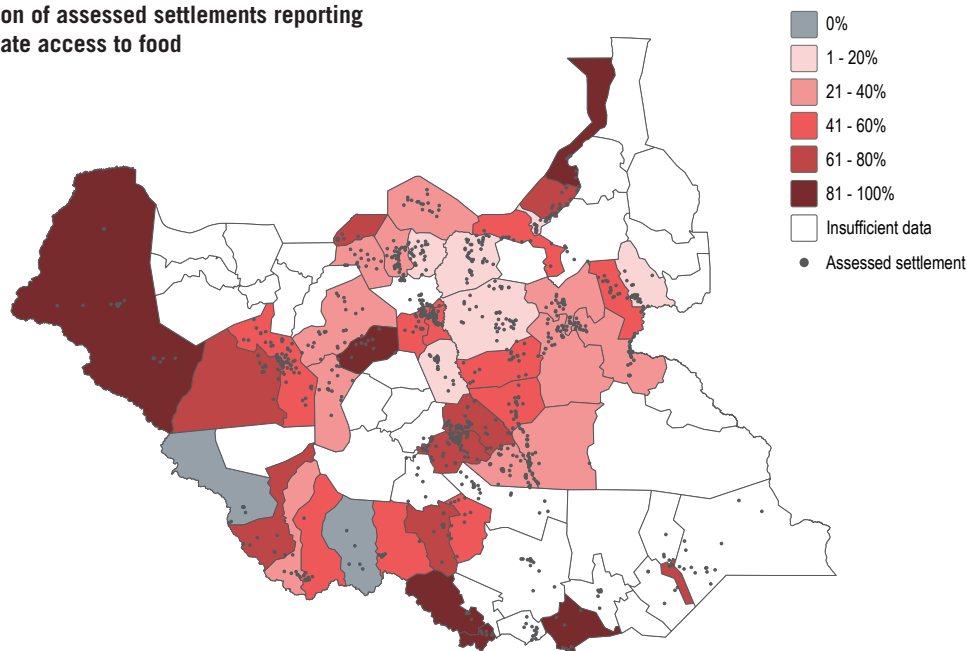 on of assessed settlements reporting
ate access to food
0%
1 - 20%
21 - 40%
41 - 60%
61 - 80%
81 - 100%
Insufficient data
Assessed settlement